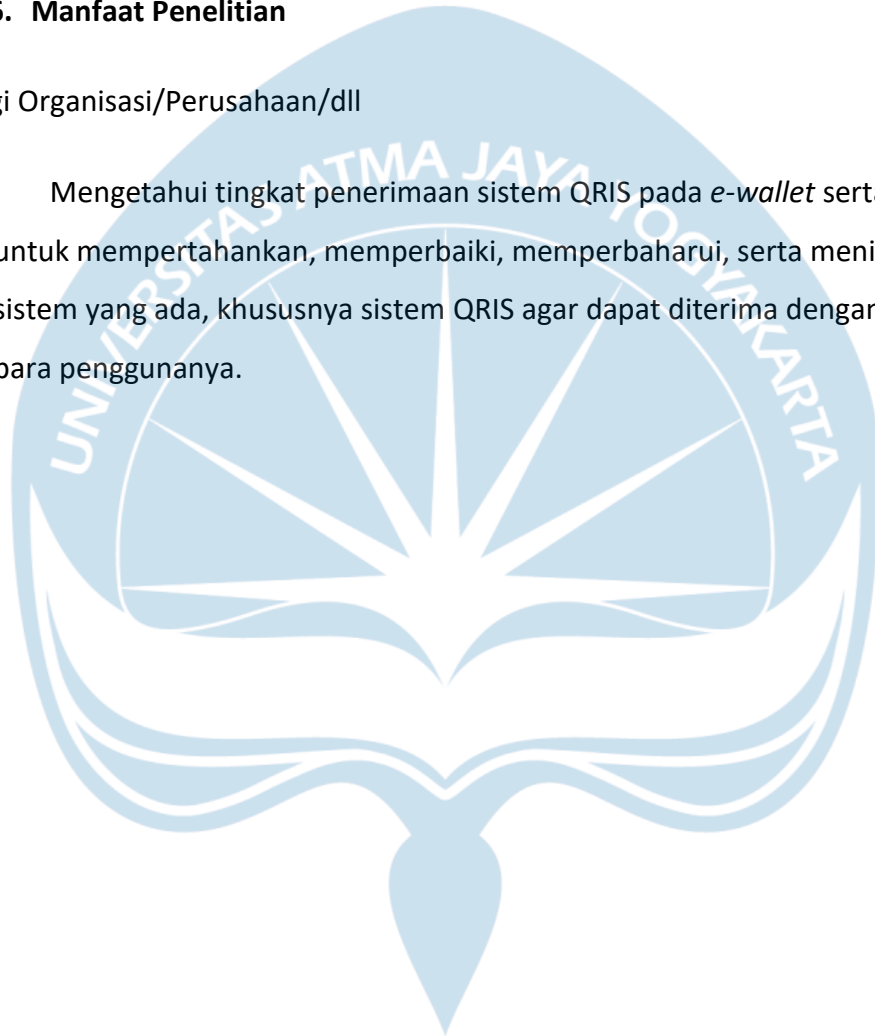 6. Manfaat Penelitian
gi Organisasi/Perusahaan/dll
Mengetahui tingkat penerimaan sistem QRIS pada e-wallet serta
untuk mempertahankan, memperbaiki, memperbaharui, serta meni
sistem yang ada, khususnya sistem QRIS agar dapat diterima dengan
para penggunanya.
UNIVERSITAS ATMA JAYA YOGYAKARTA